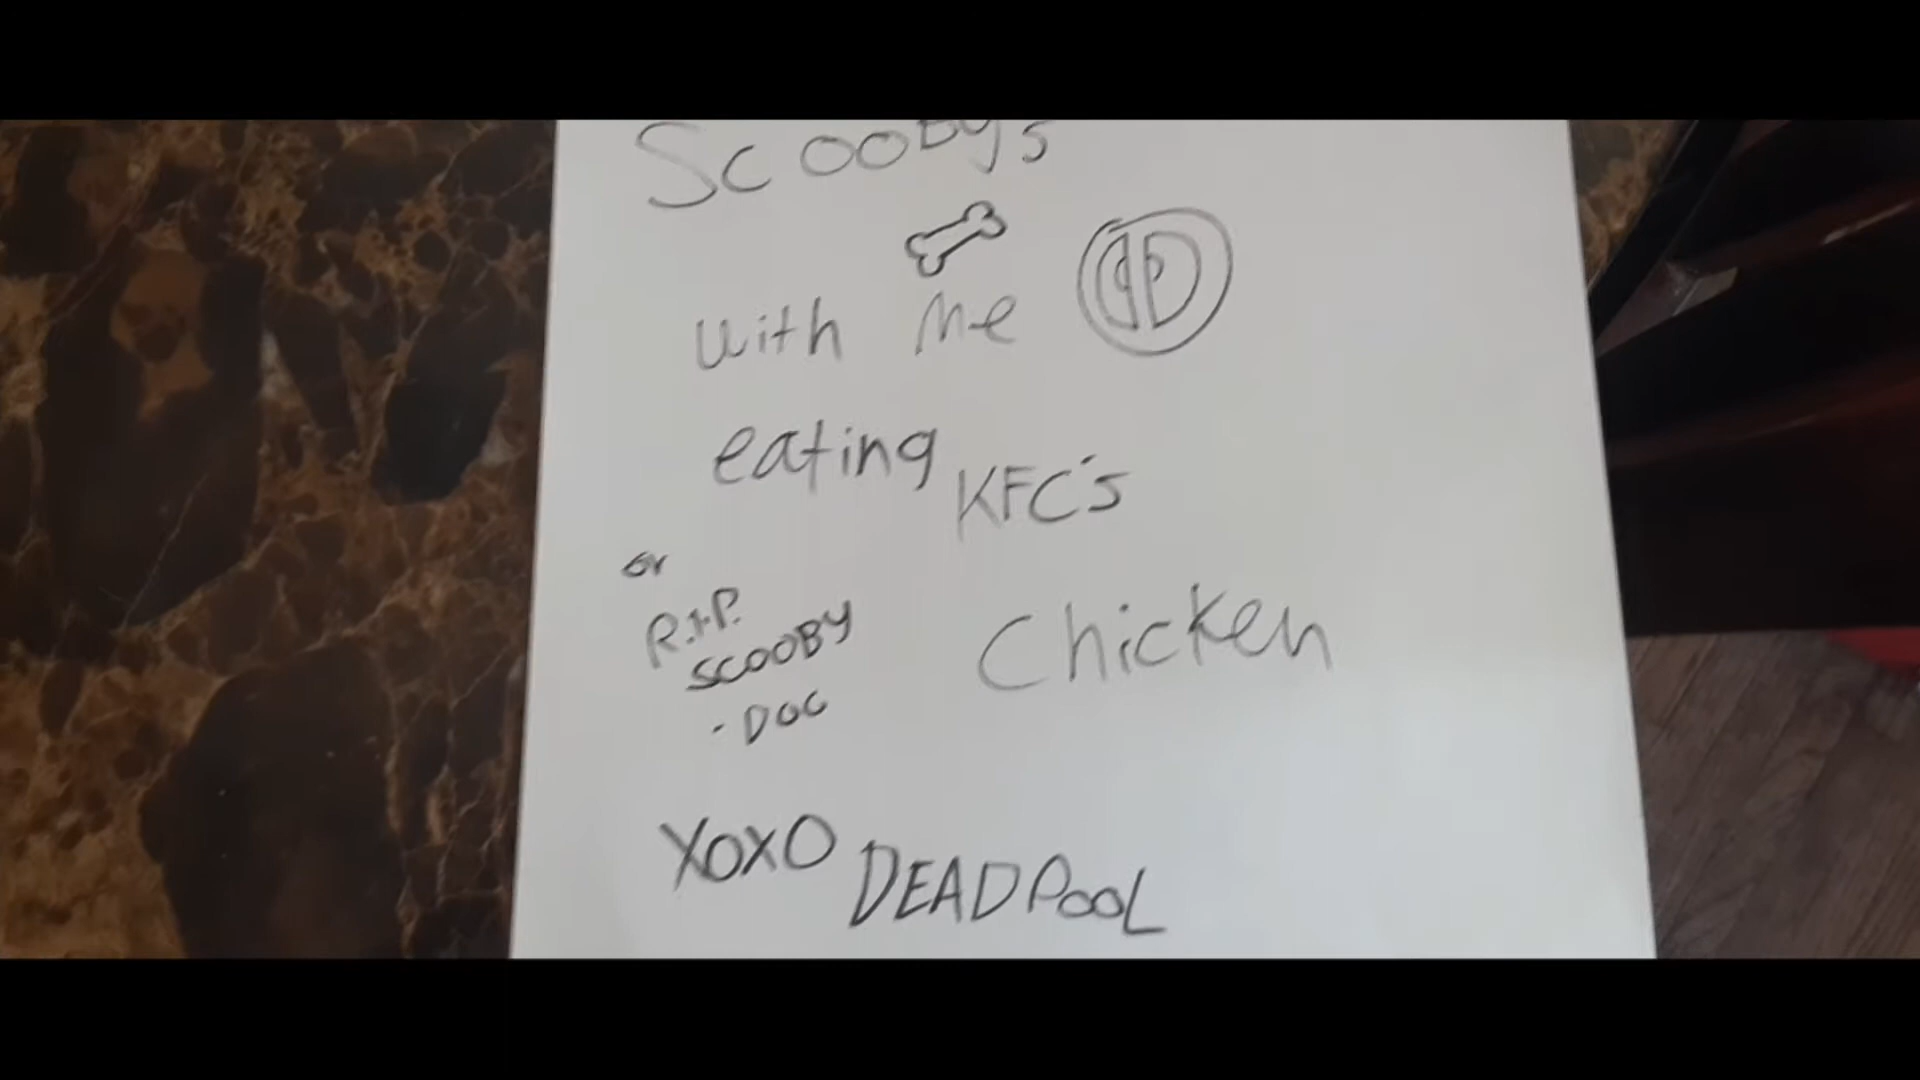 SCOOBYs
with me
eating KFC's
or
R.I.P.
SCOOBY
- DOG
Chicken
XOXO DEADPOOL